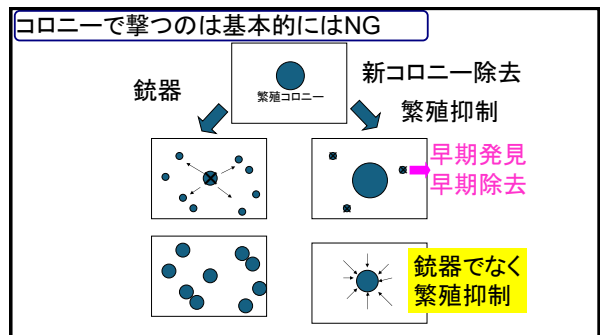 コロニーで撃つのは基本的にはNG
繁殖コロニー
銃器
新コロニー除去
繁殖抑制
早期発見
早期除去
銃器でなく
繁殖抑制